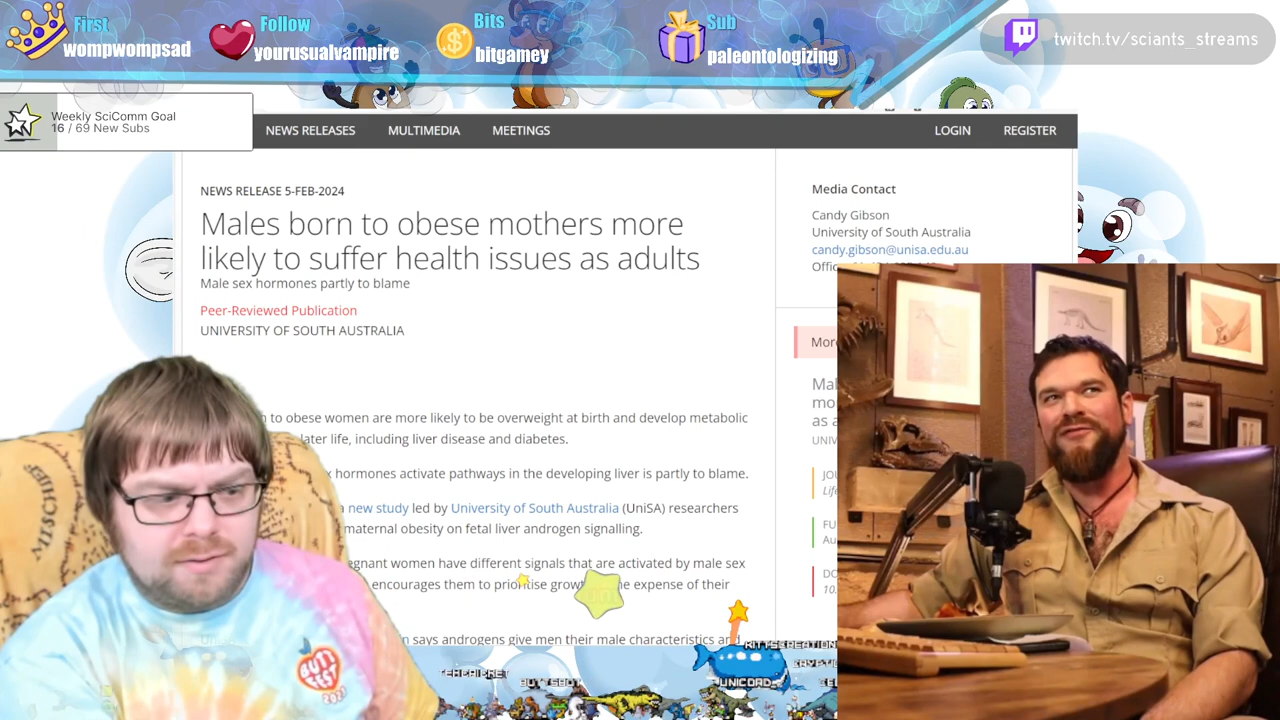 First
wompwompsad
Follow
yourusualvampire
Bits
bitgamey
Sub
paleontologizing
twitch.tv/sciants_streams
Weekly SciComm Goal
16 / 69 New Subs
NEWS RELEASES
MULTIMEDIA
MEETINGS
LOGIN
REGISTER
NEWS RELEASE 5-FEB-2024
Males born to obese mothers more
likely to suffer health issues as adults
Male sex hormones partly to blame
Peer-Reviewed Publication
UNIVERSITY OF SOUTH AUSTRALIA
to obese women are more likely to be overweight at birth and develop metabolic
later life, including liver disease and diabetes.
hormones activate pathways in the developing liver is partly to blame.
new study led by University of South Australia (UniSA) researchers
maternal obesity on fetal liver androgen signalling.
women have different signals that are activated by male sex
encourages them to prioritise expense of their
says androgens give men their male characteristics and
Media Contact
Candy Gibson
University of South Australia
candy.gibson@unisa.edu.au
MISCHIEF
BUTT
FEST
BUTTSBOT
UNICORD
KITTSCREATION